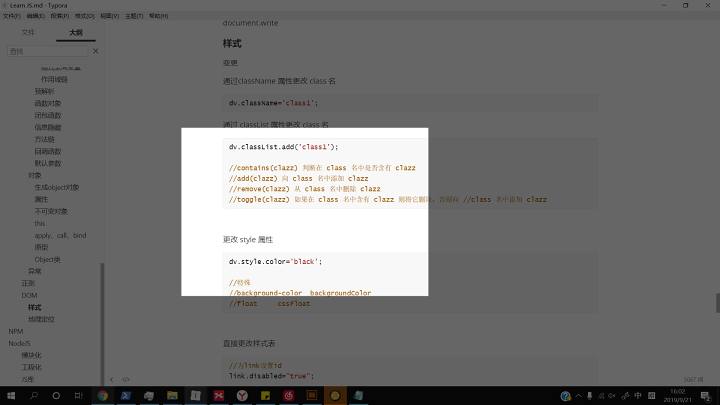 Learn.JS.md - Typora
文件(F) 编辑(E) 段落(P) 格式(O) 视图(V) 主题(T) 帮助(H)
文件 大纲
查找
作用域链
预解析
函数对象
闭包函数
信息隐藏
方法链
回调函数
默认参数
对象
生成object对象
属性
不可变对象
this
apply、call、bind
原型
Object类
异常
正则
DOM
样式
地理定位
NPM
NodeJS
模块化
工程化
document.write
样式
变更
通过className 属性更改 class 名
dv.className='class1';
通过 classList 属性更改 class 名
dv.classList.add('class1');
//contains(clazz) 判断在 class 名中是否含有 clazz
//add(clazz) 向 class 名中添加 clazz
//remove(clazz) 从 class 名中删除 clazz
//toggle(clazz) 如果在 class 名中含有 clazz 则将它删除，否则向 //class 名中添加 clazz
更改 style 属性
dv.style.color='black';
//特殊
//background-color backgroundColor
//float cssFloat
直接更改样式表
//为link设置id
link.disabled="true";
5067 词
中
16:02
2019/9/21